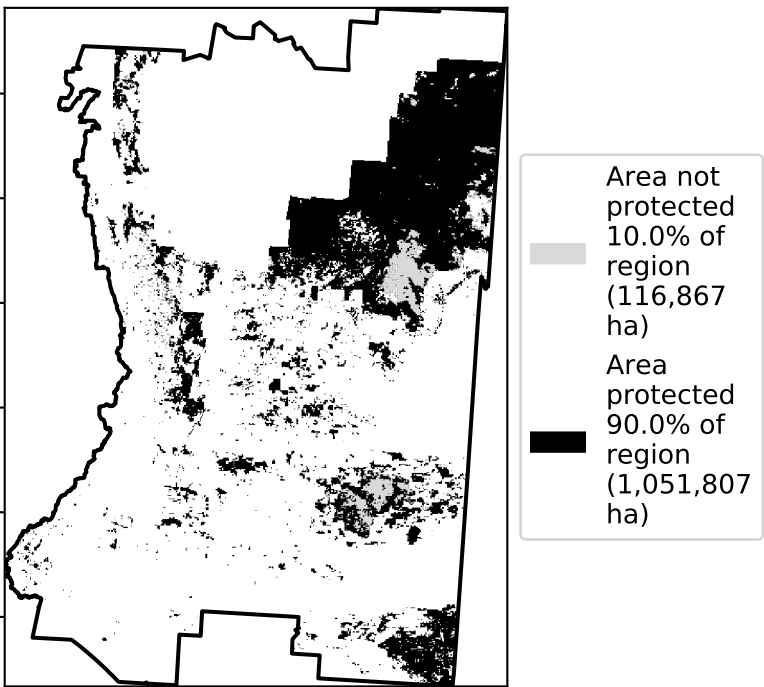 Area not
protected
10.0% of
region
(116,867
ha)
Area
protected
90.0% of
region
(1,051,807
ha)